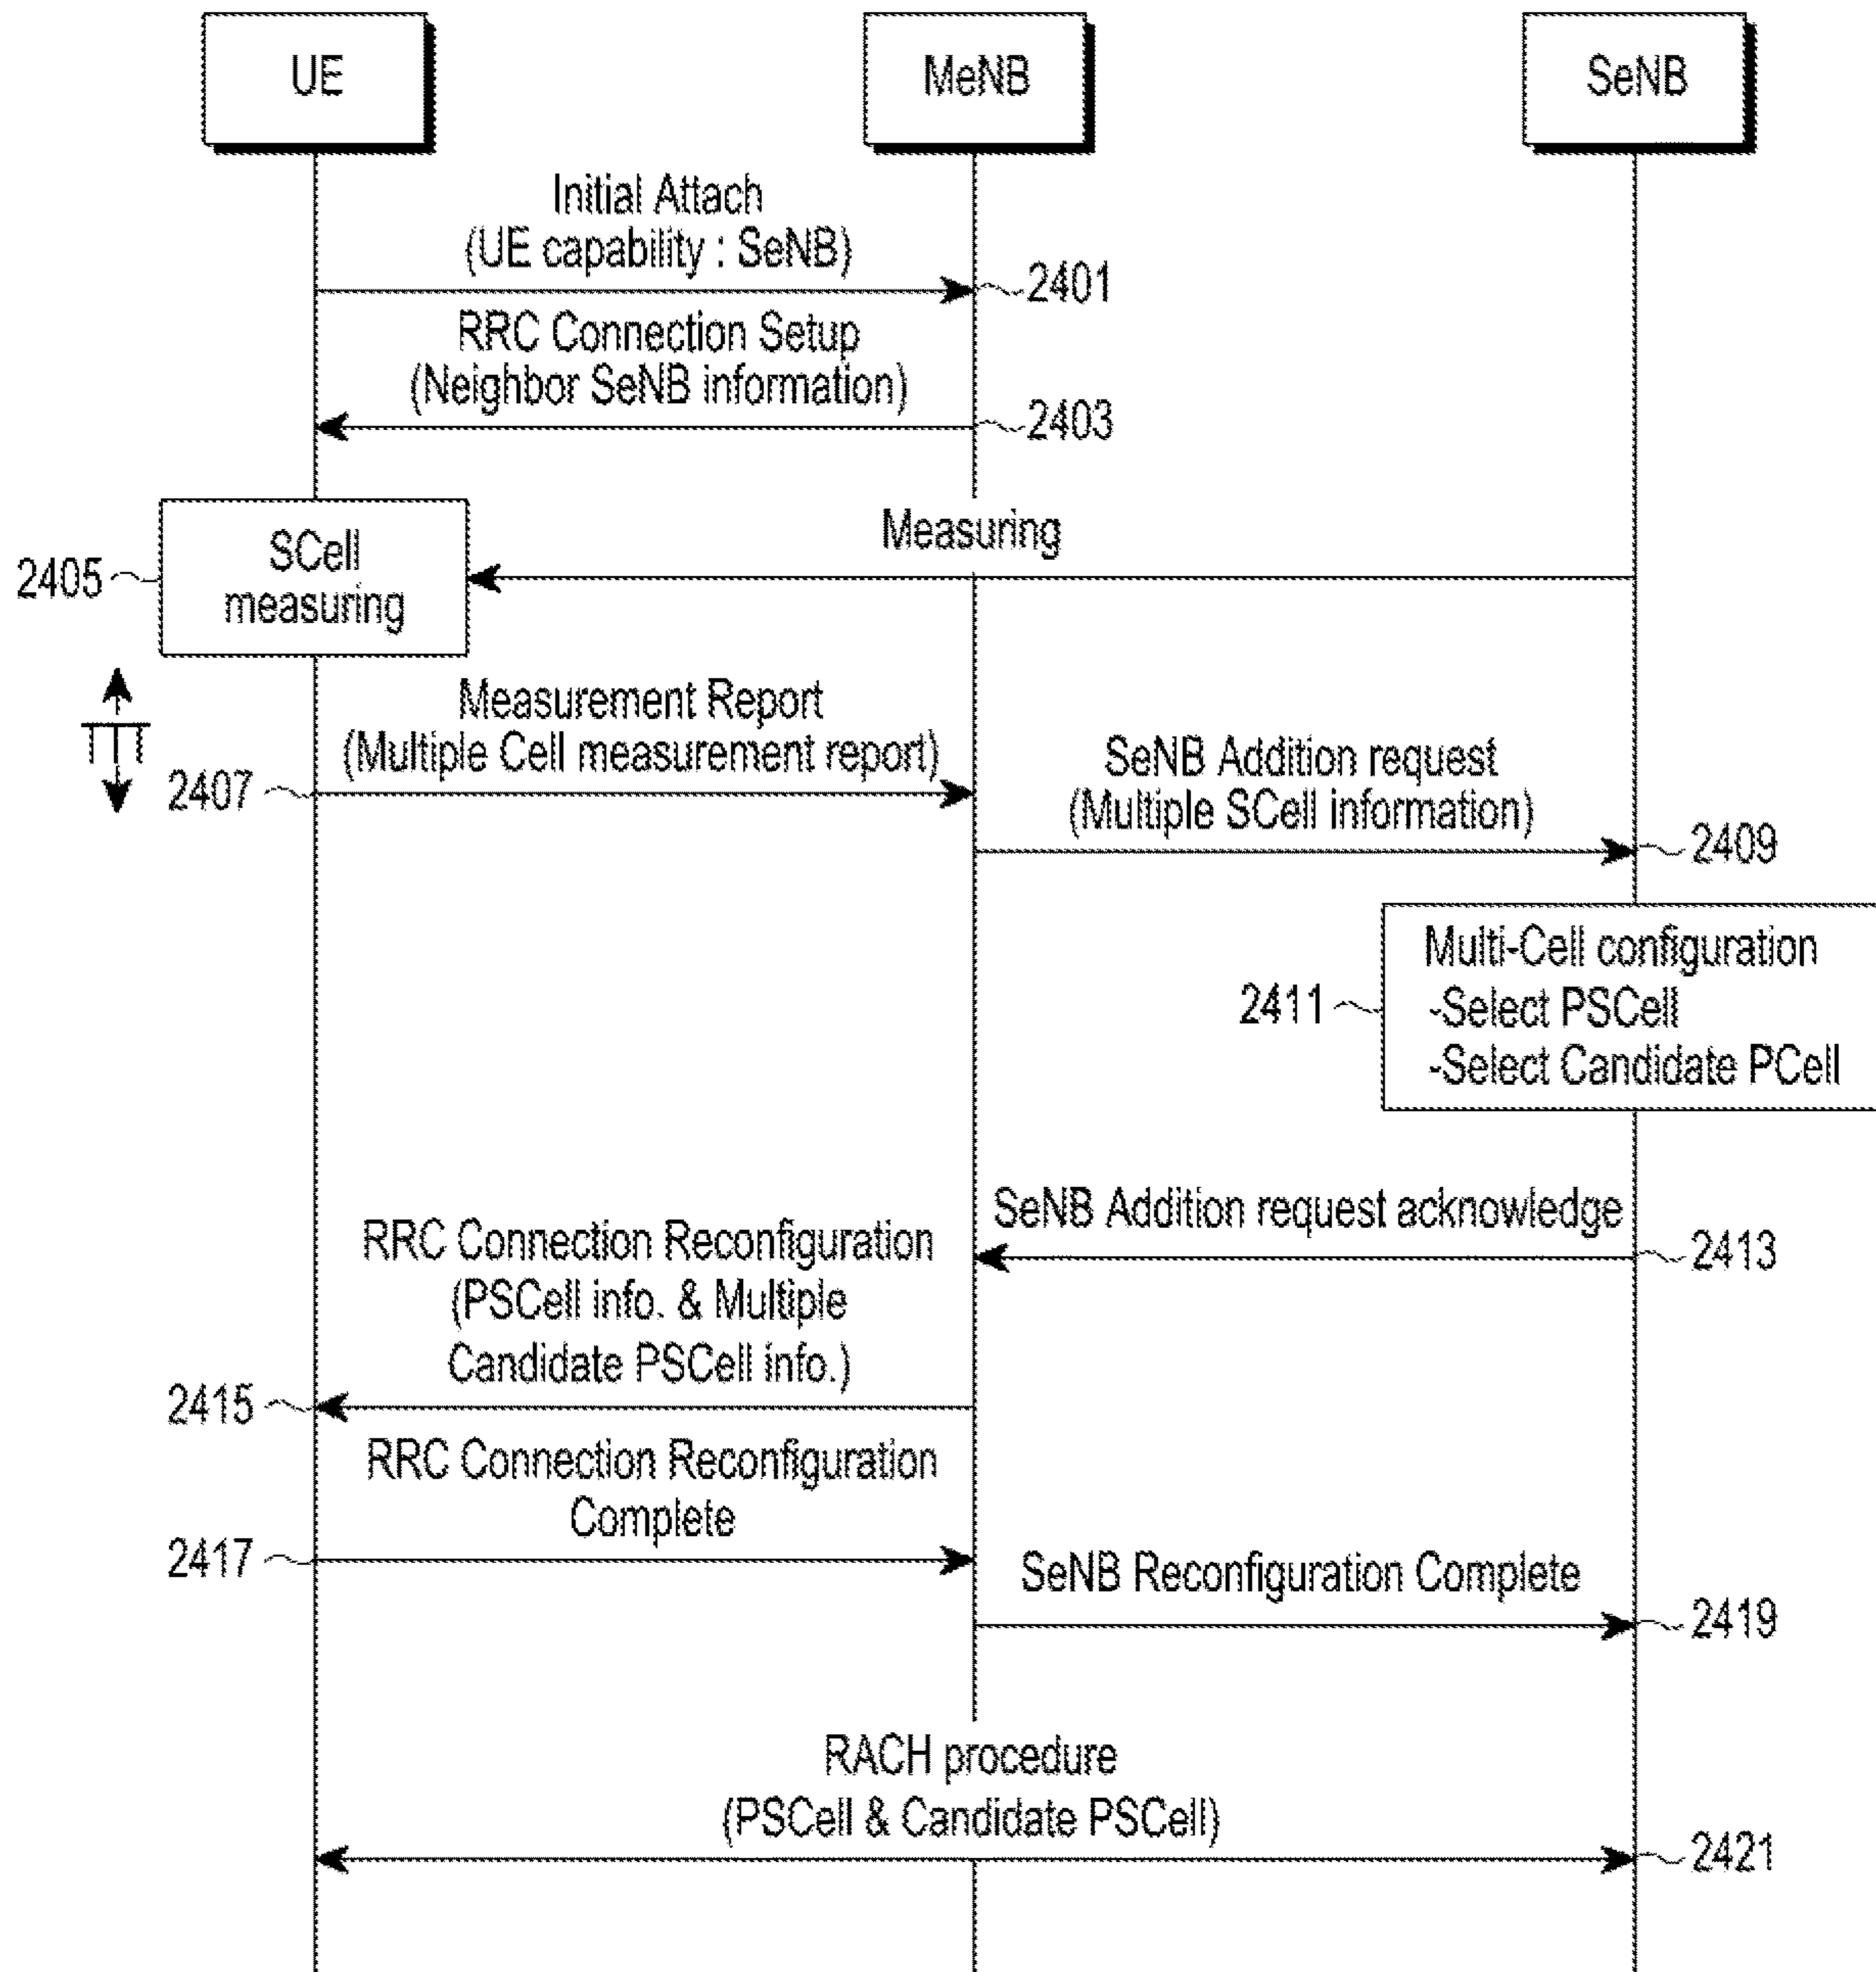 UE
MeNB
SeNB
Initial Attach
(UE capability : SeNB)
2401
RRC Connection Setup
(Neighbor SeNB information)
2403
Measuring
SCell
measuring
2405
Measurement Report
(Multiple Cell measurement report)
2407
SeNB Addition request
(Multiple SCell information)
2409
Multi-Cell configuration
-Select PSCell
-Select Candidate PCell
2411
SeNB Addition request acknowledge
2413
RRC Connection Reconfiguration
(PSCell info. & Multiple
Candidate PSCell info.)
2415
RRC Connection Reconfiguration
Complete
2417
SeNB Reconfiguration Complete
2419
RACH procedure
(PSCell & Candidate PSCell)
2421